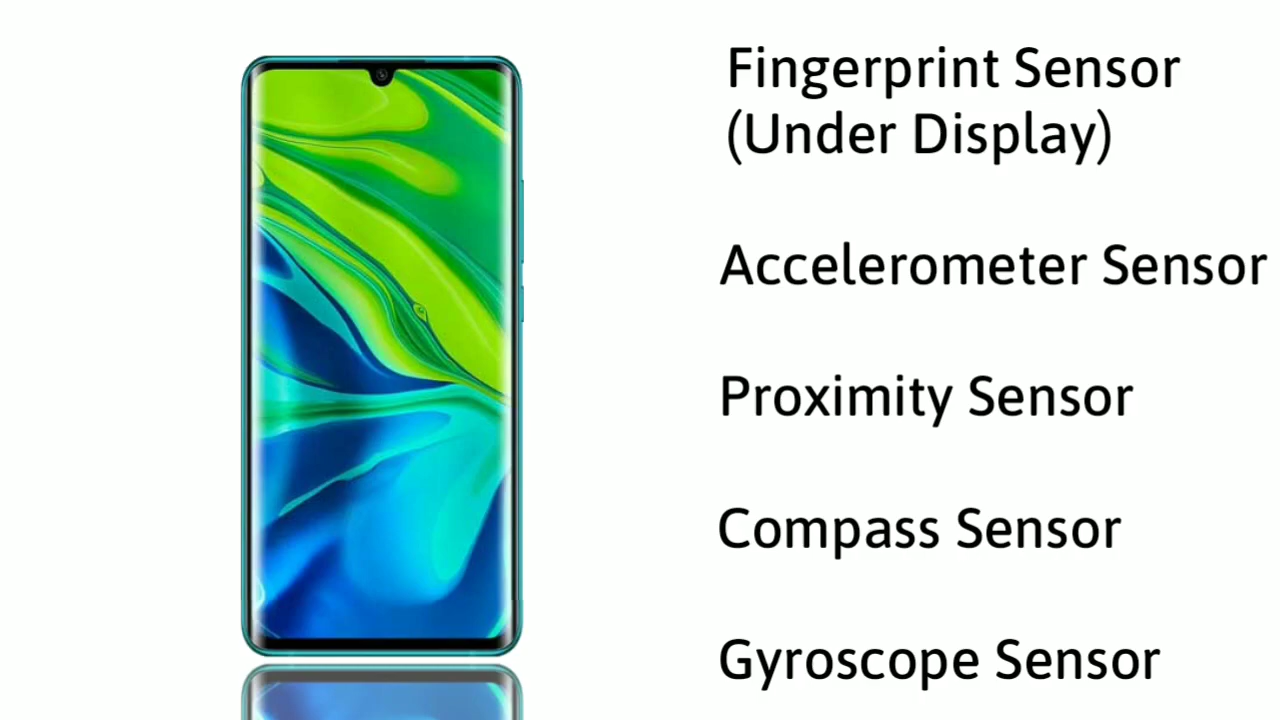 Fingerprint Sensor
(Under Display)
Accelerometer Sensor
Proximity Sensor
Compass Sensor
Gyroscope Sensor